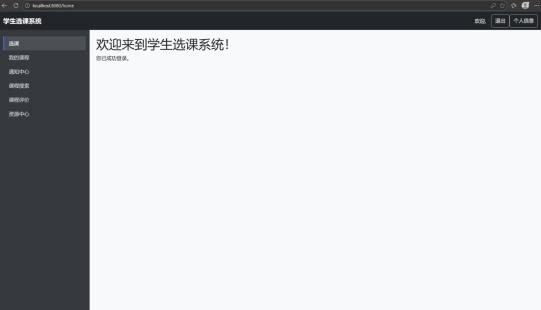 localhost:8080/home
学生选课系统
欢迎,
退出
个人信息
选课
我的课程
通知中心
课程搜索
课程评价
资源中心
欢迎来到学生选课系统！
您已成功登录。